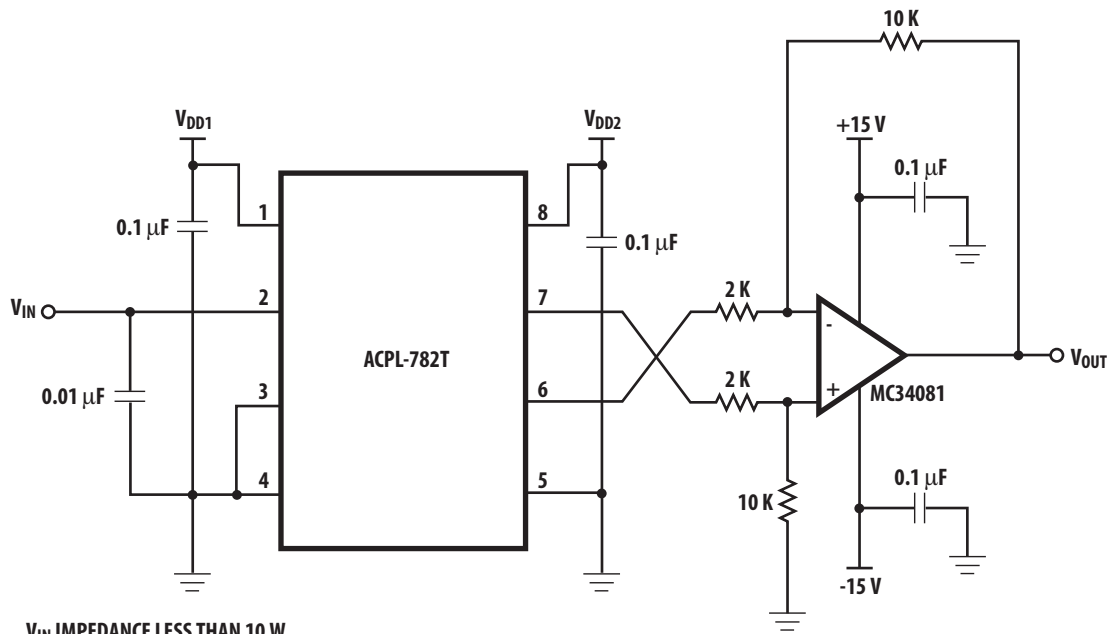 10 K
VDD1
VDD2
+15 V
0.1 µF
1
8
0.1 µF
0.1 µF
VIN
2
7
2 K
-
ACPL-782T
VOUT
0.01 µF
3
6
2 K
+
MC34081
4
5
0.1 µF
10 K
-15 V
VIN IMPEDANCE LESS THAN 10 W.